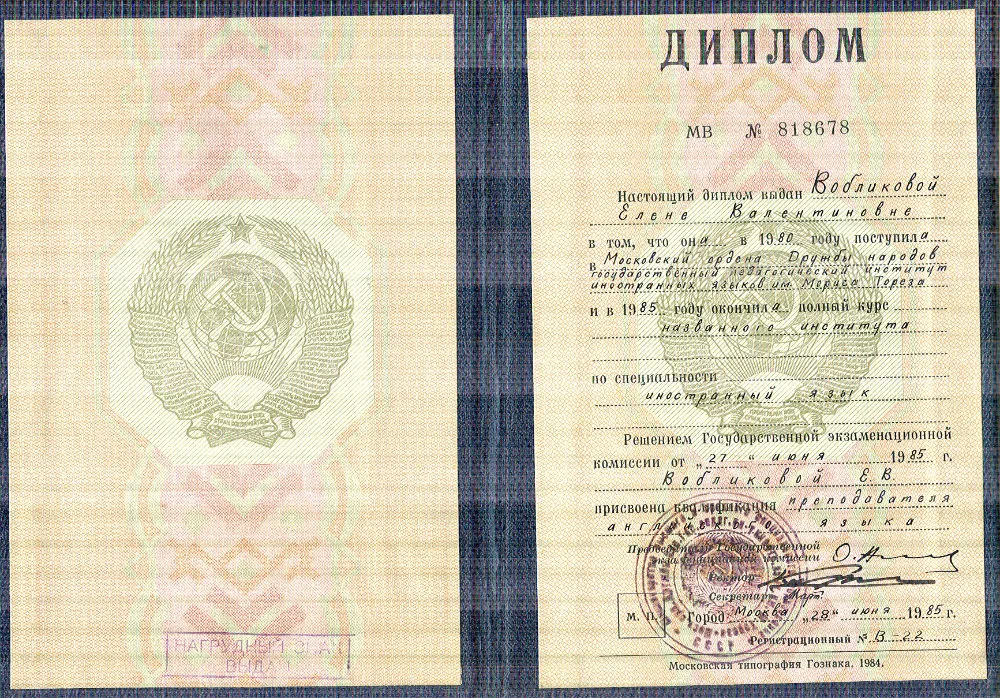 НАГРУДНЫЙ ЗНАК
ВЫДАН
ДИПЛОМ
МВ № 818678
Настоящий диплом выдан Вобликовой
Елене Валентиновне
в том, что она в 1980 году поступила
в Московский ордена Дружбы народов
государственный педагогический институт
иностранных языков им. Мориса Тореза
и в 1985 году окончила полный курс
названного института
по специальности
иностранный язык
Решением Государственной экзаменационной
комиссии от „27“ июня 1985 г.
Вобликовой Е. В.
присвоена квалификация преподавателя
английского языка
Председатель Государственной
экзаменационной комиссии
Ректор
Секретарь
М. П. Город Москва „28“ июня 1985 г.
Регистрационный № В-22
Московская типография Гознака. 1984.